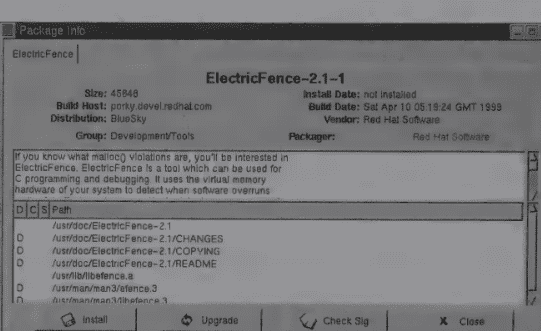 Package Info
ElectricFence
ElectricFence-2.1-1
Size: 45848 Install Date: not installed
Build Host: porky.devel.redhat.com Build Date: Sat Apr 10 05:19:24 GMT 1999
Distribution: BlueSky Vendor: Red Hat Software
Group: Development/Tools Packager: Red Hat Software
If you know what malloc() violations are, you'll be interested in
ElectricFence. ElectricFence is a tool which can be used for
C programming and debugging. It uses the virtual memory
hardware of your system to detect when software overruns
D C S Path
/usr/doc/ElectricFence-2.1
D /usr/doc/ElectricFence-2.1/CHANGES
D /usr/doc/ElectricFence-2.1/COPYING
D /usr/doc/ElectricFence-2.1/README
/usr/lib/libefence.a
D /usr/man/man3/efence.3
D /usr/man/man3/libefence.3
Install Upgrade Check Sig Close